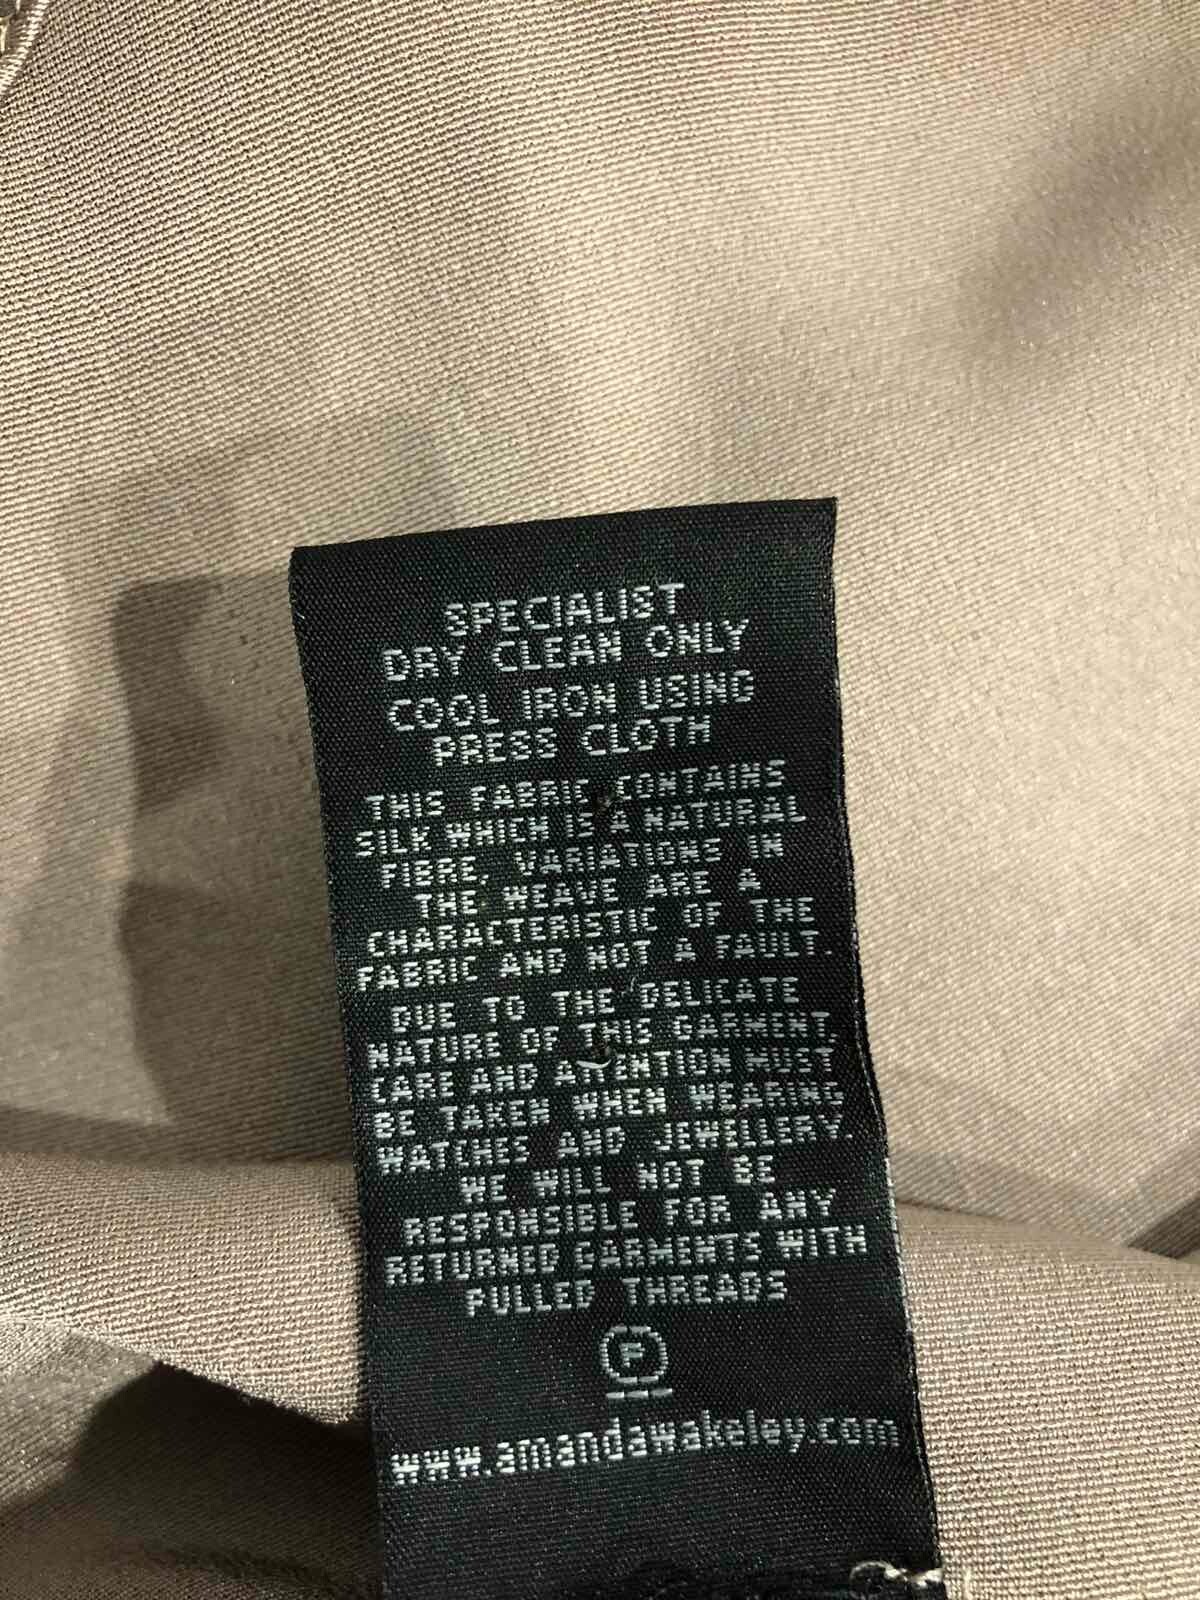 SPECIALIST
DRY CLEAN ONLY
COOL IRON USING
PRESS CLOTH
THIS FABRIC CONTAINS
SILK WHICH IS A NATURAL
FIBRE, VARIATIONS IN
THE WEAVE ARE A
CHARACTERISTIC OF THE
FABRIC AND NOT A FAULT.
DUE TO THE DELICATE
NATURE OF THIS GARMENT,
CARE AND ATTENTION MUST
BE TAKEN WHEN WEARING
WATCHES AND JEWELLERY.
WE WILL NOT BE
RESPONSIBLE FOR ANY
RETURNED GARMENTS WITH
PULLED THREADS
F
www.amandawakeley.com